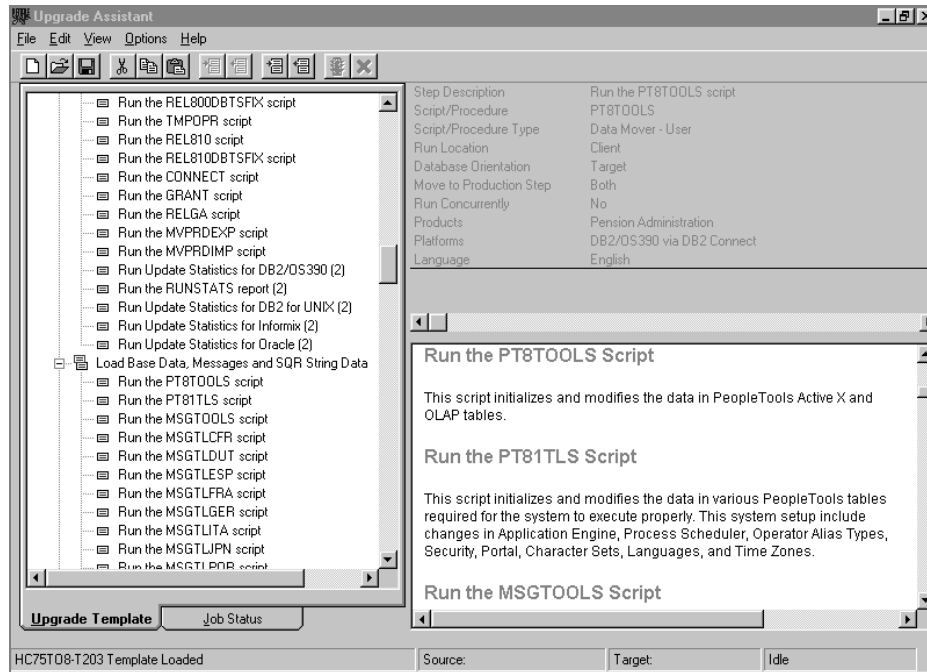 Upgrade Assistant
File Edit View Options Help
Run the REL800DBTSFIX script
Run the TMPOPR script
Run the REL810 script
Run the REL810DBTSFIX script
Run the CONNECT script
Run the GRANT script
Run the RELGA script
Run the MVPRDEXP script
Run the MVPRDIMP script
Run Update Statistics for DB2/OS390 (2)
Run the RUNSTATS report (2)
Run Update Statistics for DB2 for UNIX (2)
Run Update Statistics for Informix (2)
Run Update Statistics for Oracle (2)
Load Base Data, Messages and SQR String Data
Run the PT8TOOLS script
Run the PT81TLS script
Run the MSGTOOLS script
Run the MSGTLCFR script
Run the MSGTLDUT script
Run the MSGTLESP script
Run the MSGTLFRA script
Run the MSGTLGER script
Run the MSGTLITA script
Run the MSGTLJPN script
Run the MSGTLPOR script
Upgrade Template
Job Status
Step Description Run the PT8TOOLS script
Script/Procedure PT8TOOLS
Script/Procedure Type Data Mover - User
Run Location Client
Database Orientation Target
Move to Production Step Both
Run Concurrently No
Products Pension Administration
Platforms DB2/OS390 via DB2 Connect
Language English
Run the PT8TOOLS Script
This script initializes and modifies the data in PeopleTools Active X and
OLAP tables.
Run the PT81TLS Script
This script initializes and modifies the data in various PeopleTools tables
required for the system to execute properly. This system setup include
changes in Application Engine, Process Scheduler, Operator Alias Types,
Security, Portal, Character Sets, Languages, and Time Zones.
Run the MSGTOOLS Script
HC75TO8-T203 Template Loaded
Source:
Target:
Idle